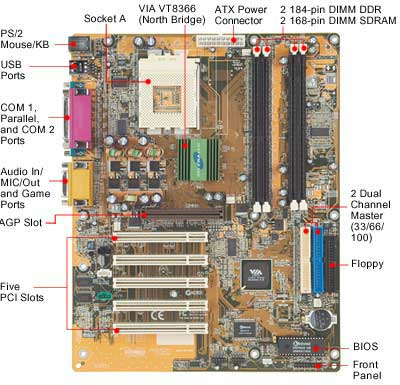 PS/2
Mouse/KB
Socket A
VIA VT8366
(North Bridge)
ATX Power
Connector
2 184-pin DIMM DDR
2 168-pin DIMM SDRAM
USB
Ports
COM 1,
Parallel,
and COM 2
Ports
Audio In/
MIC/Out
and Game
Ports
AGP Slot
Five
PCI Slots
2 Dual
Channel
Master
(33/66/
100)
Floppy
BIOS
Front
Panel
VIA
CE